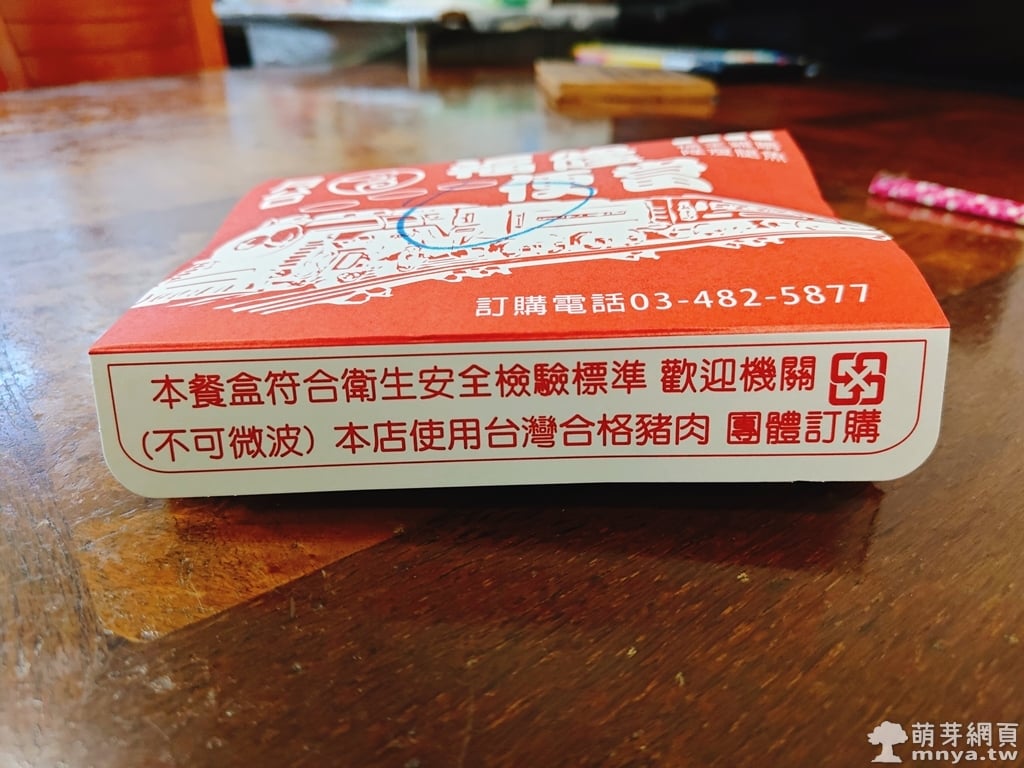 訂購電話03-482-5877
本餐盒符合衛生安全檢驗標準 歡迎機關
(不可微波) 本店使用台灣合格豬肉 團體訂購
萌芽網頁
mnya.tw